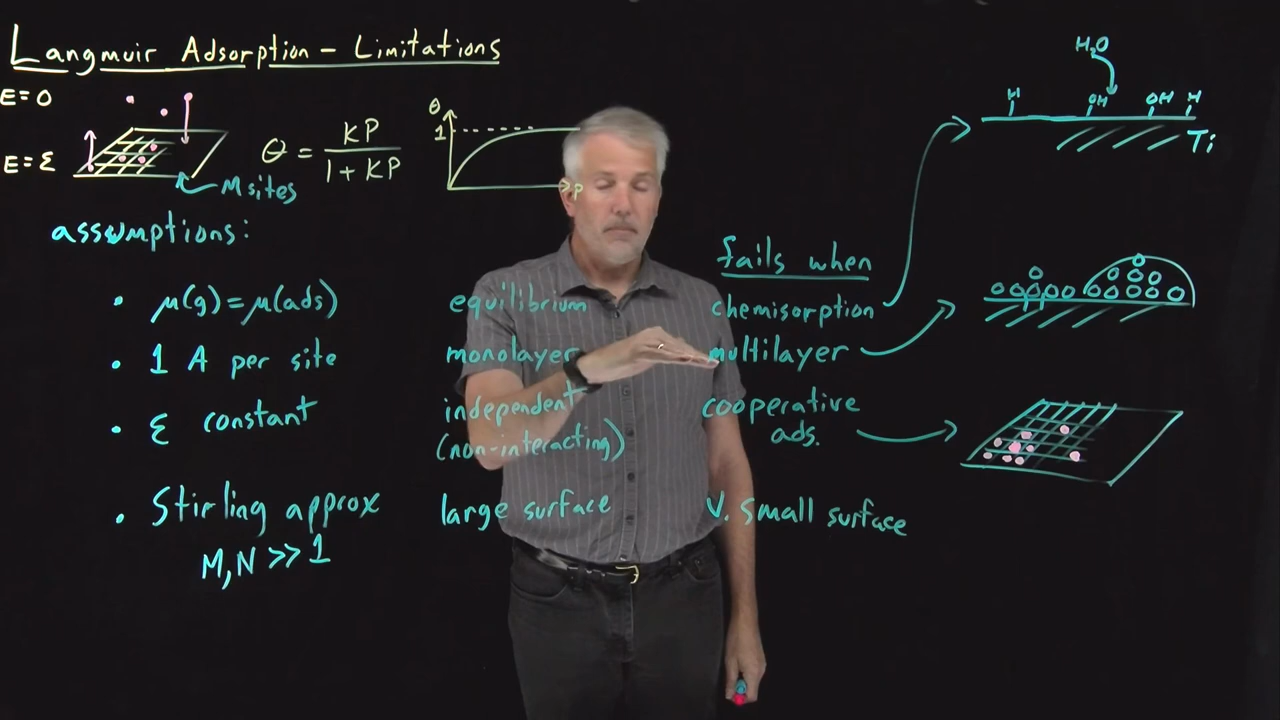 Langmuir Adsorption - Limitations
E=0
E=ε
M sites
θ = KP / 1 + KP
θ
1
P
H₂O
H OH OH H
Ti
assumptions:
fails when
• μ(g) = μ(ads) equilibrium chemisorption
• 1 A per site monolayer multilayer
• ε constant independent cooperative
(non-interacting) ads.
• Stirling approx large surface v. small surface
M,N >> 1